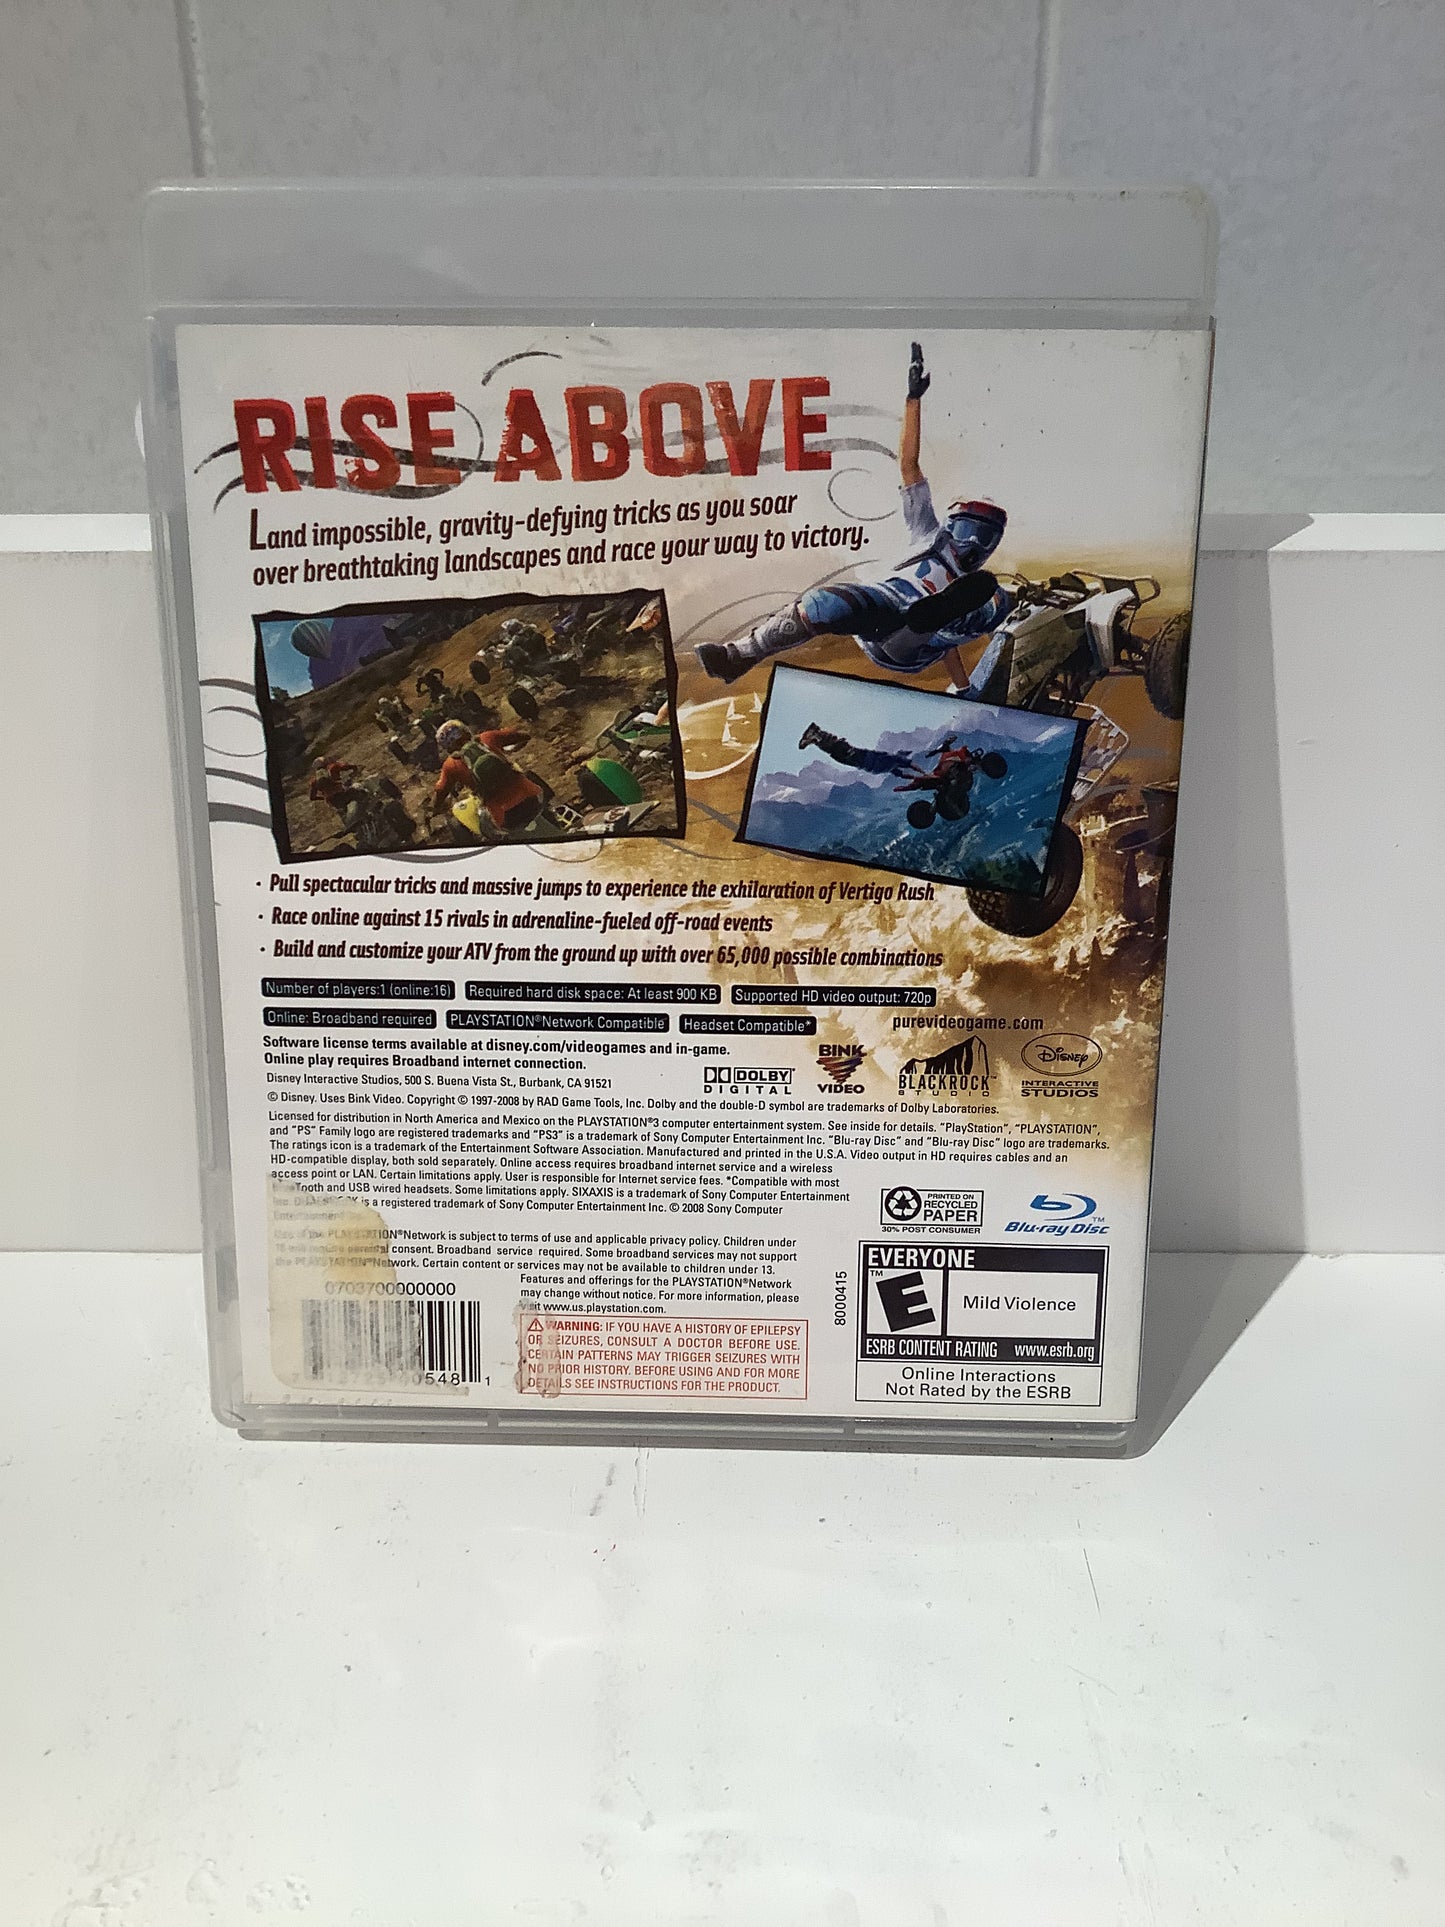 RISE ABOVE
Land impossible, gravity-defying tricks as you soar
over breathtaking landscapes and race your way to victory.
• Pull spectacular tricks and massive jumps to experience the exhilaration of Vertigo Rush
• Race online against 15 rivals in adrenaline-fueled off-road events
• Build and customize your ATV from the ground up with over 65,000 possible combinations
Number of players:1 (online:16) Required hard disk space: At least 900 KB Supported HD video output: 720p
Online: Broadband required PLAYSTATION®Network Compatible Headset Compatible*
purevideogame.com
Software license terms available at disney.com/videogames and in-game.
Online play requires Broadband internet connection.
Disney Interactive Studios, 500 S. Buena Vista St., Burbank, CA 91521
DOLBY
DIGITAL
BINK
VIDEO
BLACKROCK™
STUDIO
Disney
INTERACTIVE
STUDIOS
© Disney. Uses Bink Video. Copyright © 1997-2008 by RAD Game Tools, Inc. Dolby and the double-D symbol are trademarks of Dolby Laboratories.
Licensed for distribution in North America and Mexico on the PLAYSTATION®3 computer entertainment system. See inside for details. "PlayStation", "PLAYSTATION",
and "PS" Family logo are registered trademarks and "PS3" is a trademark of Sony Computer Entertainment Inc. "Blu-ray Disc" and "Blu-ray Disc" logo are trademarks.
The ratings icon is a trademark of the Entertainment Software Association. Manufactured and printed in the U.S.A. Video output in HD requires cables and an
HD-compatible display, both sold separately. Online access requires broadband internet service and a wireless
access point or LAN. Certain limitations apply. User is responsible for Internet service fees. *Compatible with most
Tooth and USB wired headsets. Some limitations apply. SIXAXIS is a trademark of Sony Computer Entertainment
is a registered trademark of Sony Computer Entertainment Inc. © 2008 Sony Computer
Entertainment
PLAYSTATION®Network is subject to terms of use and applicable privacy policy. Children under
18 will require parental consent. Broadband service required. Some broadband services may not support
the PLAYSTATION®Network. Certain content or services may not be available to children under 13.
Features and offerings for the PLAYSTATION®Network
may change without notice. For more information, please
visit www.us.playstation.com.
0703700000000
548 1
⚠ WARNING: IF YOU HAVE A HISTORY OF EPILEPSY
OR SEIZURES, CONSULT A DOCTOR BEFORE USE.
CERTAIN PATTERNS MAY TRIGGER SEIZURES WITH
NO PRIOR HISTORY. BEFORE USING AND FOR MORE
DETAILS SEE INSTRUCTIONS FOR THE PRODUCT.
8000415
PRINTED ON
RECYCLED
PAPER
30% POST CONSUMER
Blu-ray Disc™
EVERYONE
E™
Mild Violence
ESRB CONTENT RATING www.esrb.org
Online Interactions
Not Rated by the ESRB